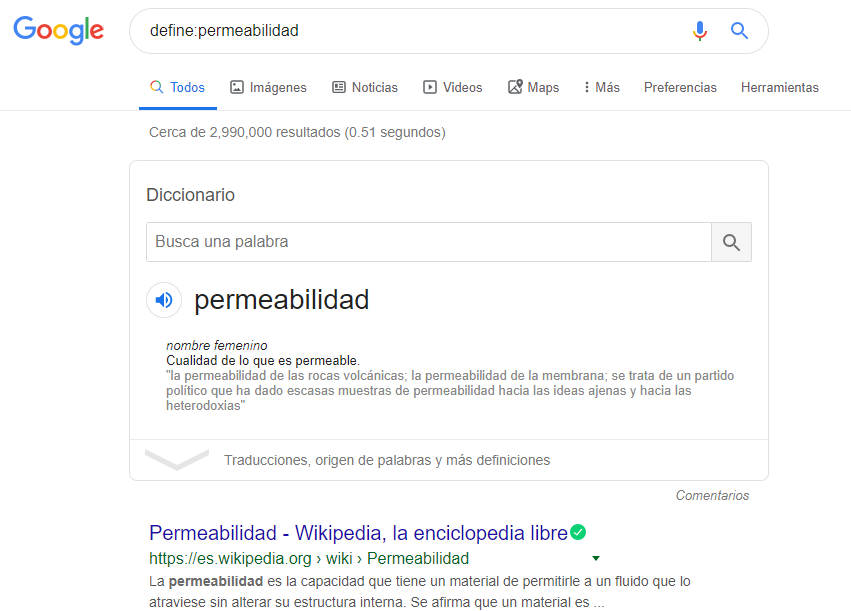 Google
define:permeabilidad
Todos Imágenes Noticias Videos Maps Más Preferencias Herramientas
Cerca de 2,990,000 resultados (0.51 segundos)
Diccionario
Busca una palabra
permeabilidad
nombre femenino
Cualidad de lo que es permeable.
"la permeabilidad de las rocas volcánicas; la permeabilidad de la membrana; se trata de un partido
político que ha dado escasas muestras de permeabilidad hacia las ideas ajenas y hacia las
heterodoxias"
Traducciones, origen de palabras y más definiciones
Comentarios
Permeabilidad - Wikipedia, la enciclopedia libre
https://es.wikipedia.org › wiki › Permeabilidad
La permeabilidad es la capacidad que tiene un material de permitirle a un fluido que lo
atraviese sin alterar su estructura interna. Se afirma que un material es ...